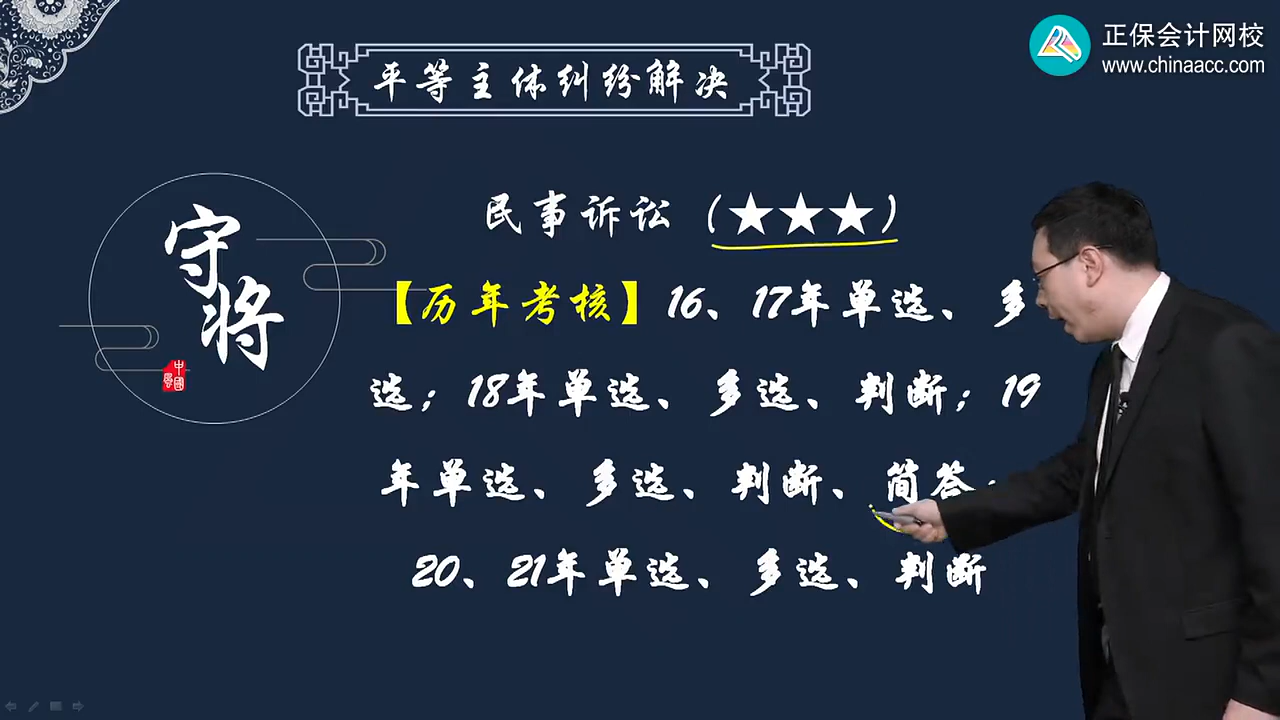 正保会计网校
www.chinaacc.com
平等主体纠纷解决
守将
中國風
民事诉讼（★★★）
【历年考核】16、17年单选、多
选；18年单选、多选、判断；19
年单选、多选、判断、简答；
20、21年单选、多选、判断